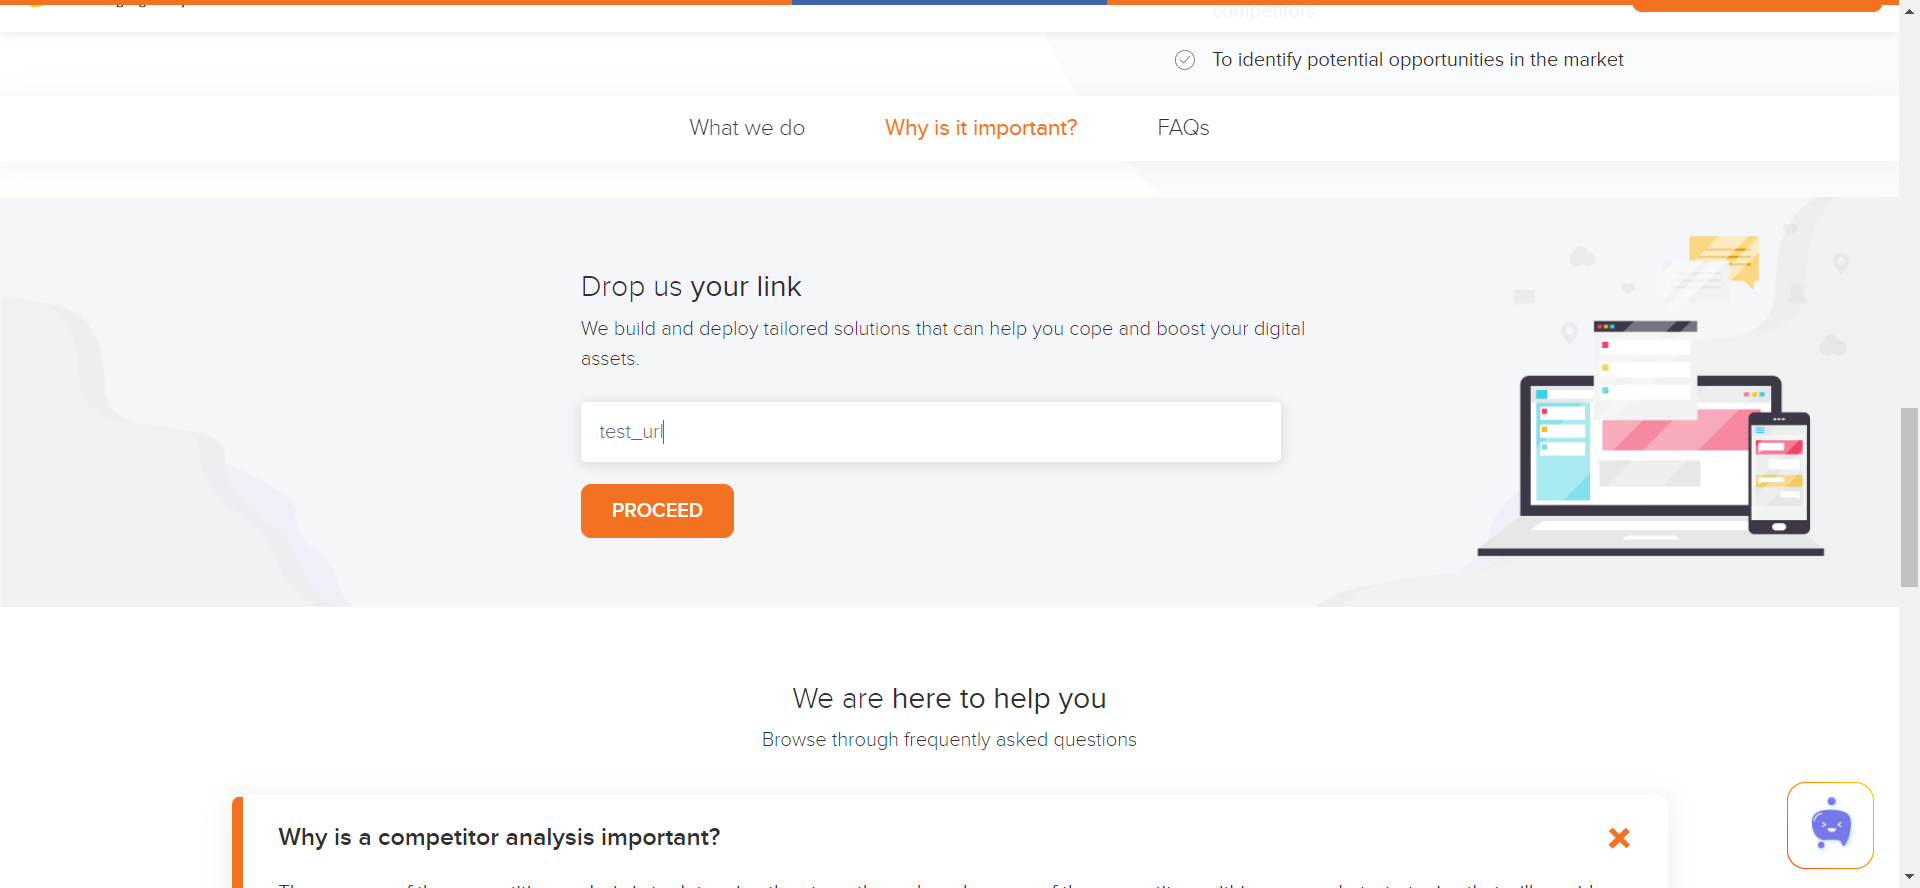 competitors
To identify potential opportunities in the market
What we do
Why is it important?
FAQs
Drop us your link
We build and deploy tailored solutions that can help you cope and boost your digital
assets.
test_url
PROCEED
We are here to help you
Browse through frequently asked questions
Why is a competitor analysis important?